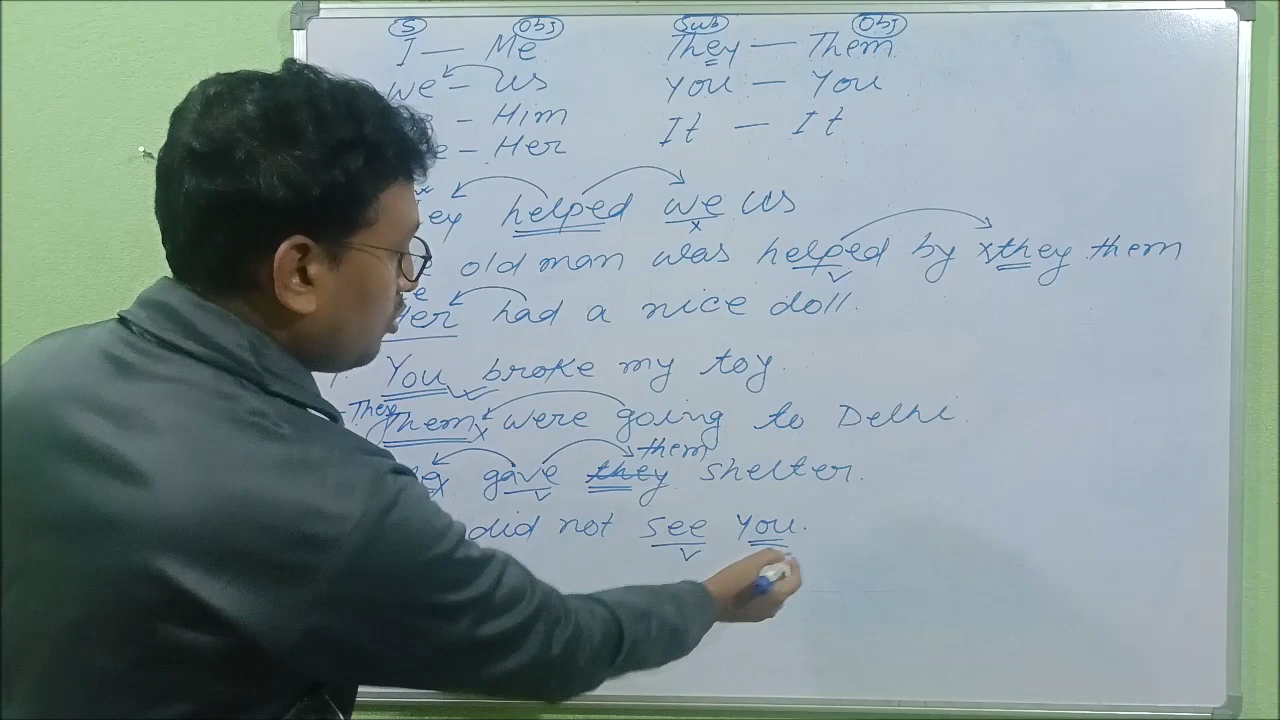 S Obj Sub Obj
I — Me They — Them
we — us You — You
— Him It — It
— Her
helped we us
x
old man was helped by x they them
Her had a nice doll.
You broke my toy.
They
Them were going to Delhi.
x
them
gave they shelter.
did not see You.